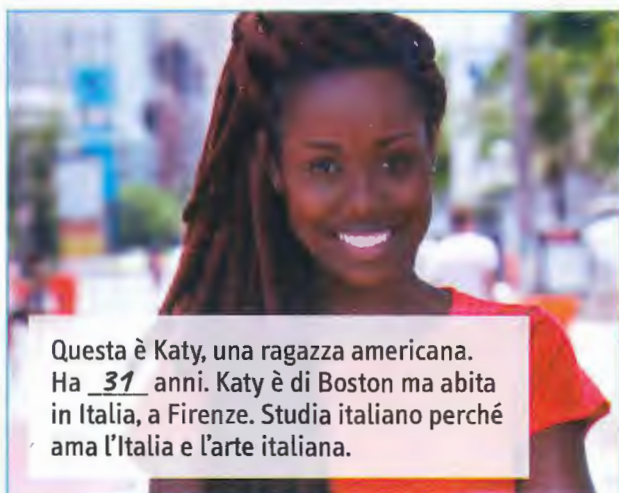 Questa è Katy, una ragazza americana.
Ha 31 anni. Katy è di Boston ma abita
in Italia, a Firenze. Studia italiano perché
ama l'Italia e l'arte italiana.